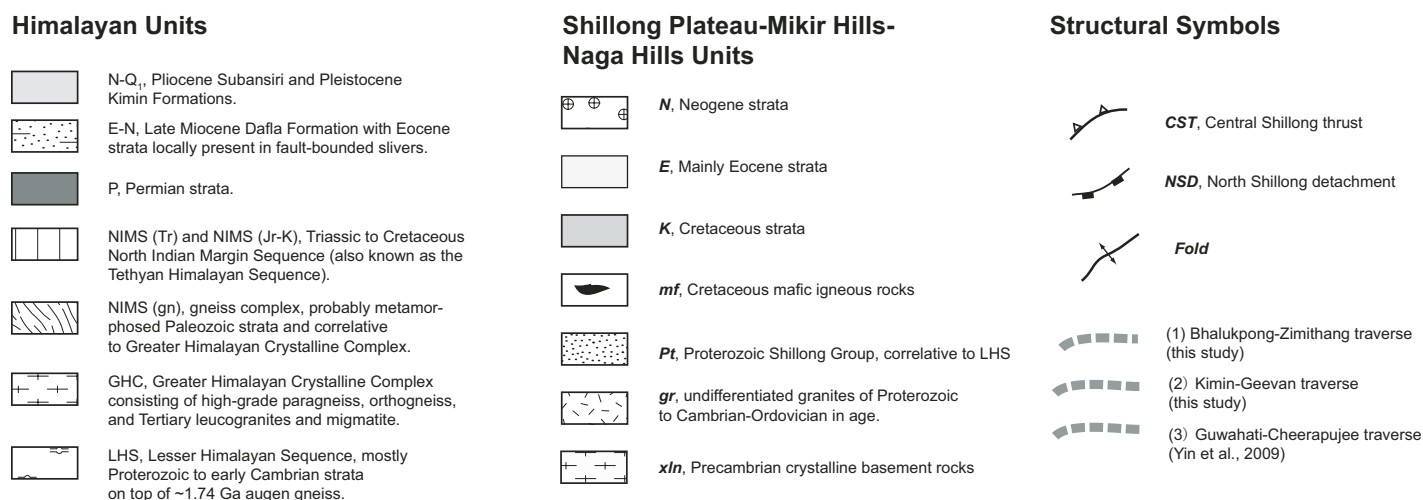 Himalayan Units
N-Q1, Pliocene Subansiri and Pleistocene
Kimin Formations.
E-N, Late Miocene Dafla Formation with Eocene
strata locally present in fault-bounded slivers.
P, Permian strata.
NIMS (Tr) and NIMS (Jr-K), Triassic to Cretaceous
North Indian Margin Sequence (also known as the
Tethyan Himalayan Sequence).
NIMS (gn), gneiss complex, probably metamor-
phosed Paleozoic strata and correlative
to Greater Himalayan Crystalline Complex.
GHC, Greater Himalayan Crystalline Complex
consisting of high-grade paragneiss, orthogneiss,
and Tertiary leucogranites and migmatite.
LHS, Lesser Himalayan Sequence, mostly
Proterozoic to early Cambrian strata
on top of ~1.74 Ga augen gneiss.
Shillong Plateau-Mikir Hills-
Naga Hills Units
N, Neogene strata
E, Mainly Eocene strata
K, Cretaceous strata
mf, Cretaceous mafic igneous rocks
Pt, Proterozoic Shillong Group, correlative to LHS
gr, undifferentiated granites of Proterozoic
to Cambrian-Ordovician in age.
xln, Precambrian crystalline basement rocks
Structural Symbols
CST, Central Shillong thrust
NSD, North Shillong detachment
Fold
(1) Bhalukpong-Zimithang traverse
(this study)
(2) Kimin-Geevan traverse
(this study)
(3) Guwahati-Cheerapujee traverse
(Yin et al., 2009)